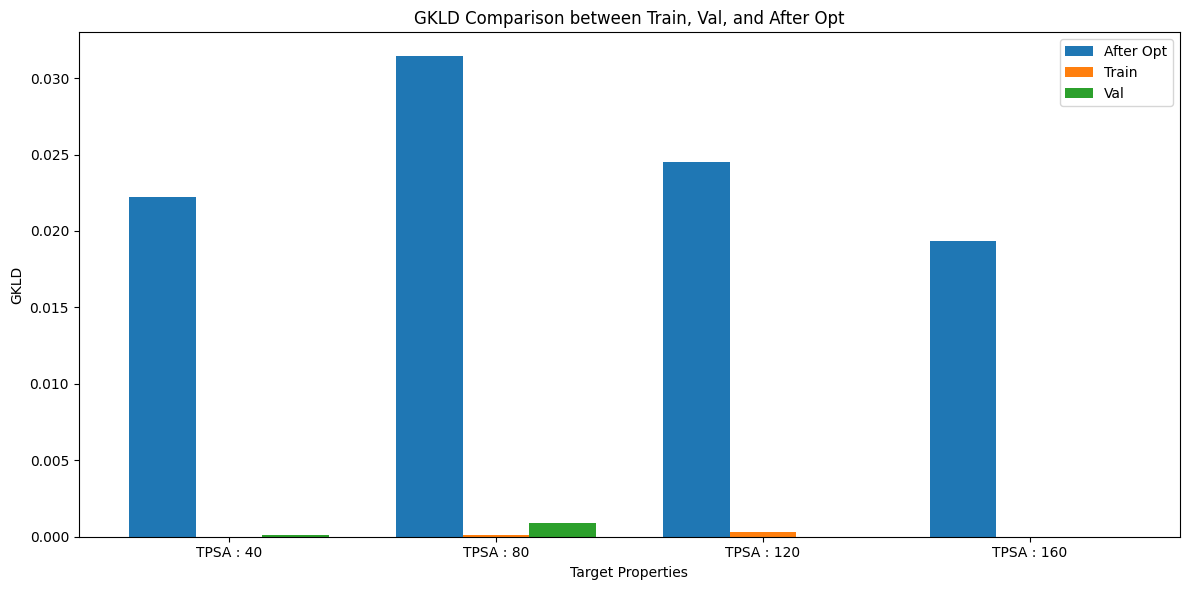 GKLD Comparison between Train, Val, and After Opt
After Opt
Train
Val
GKLD
0.030
0.025
0.020
0.015
0.010
0.005
0.000
TPSA : 40
TPSA : 80
TPSA : 120
TPSA : 160
Target Properties